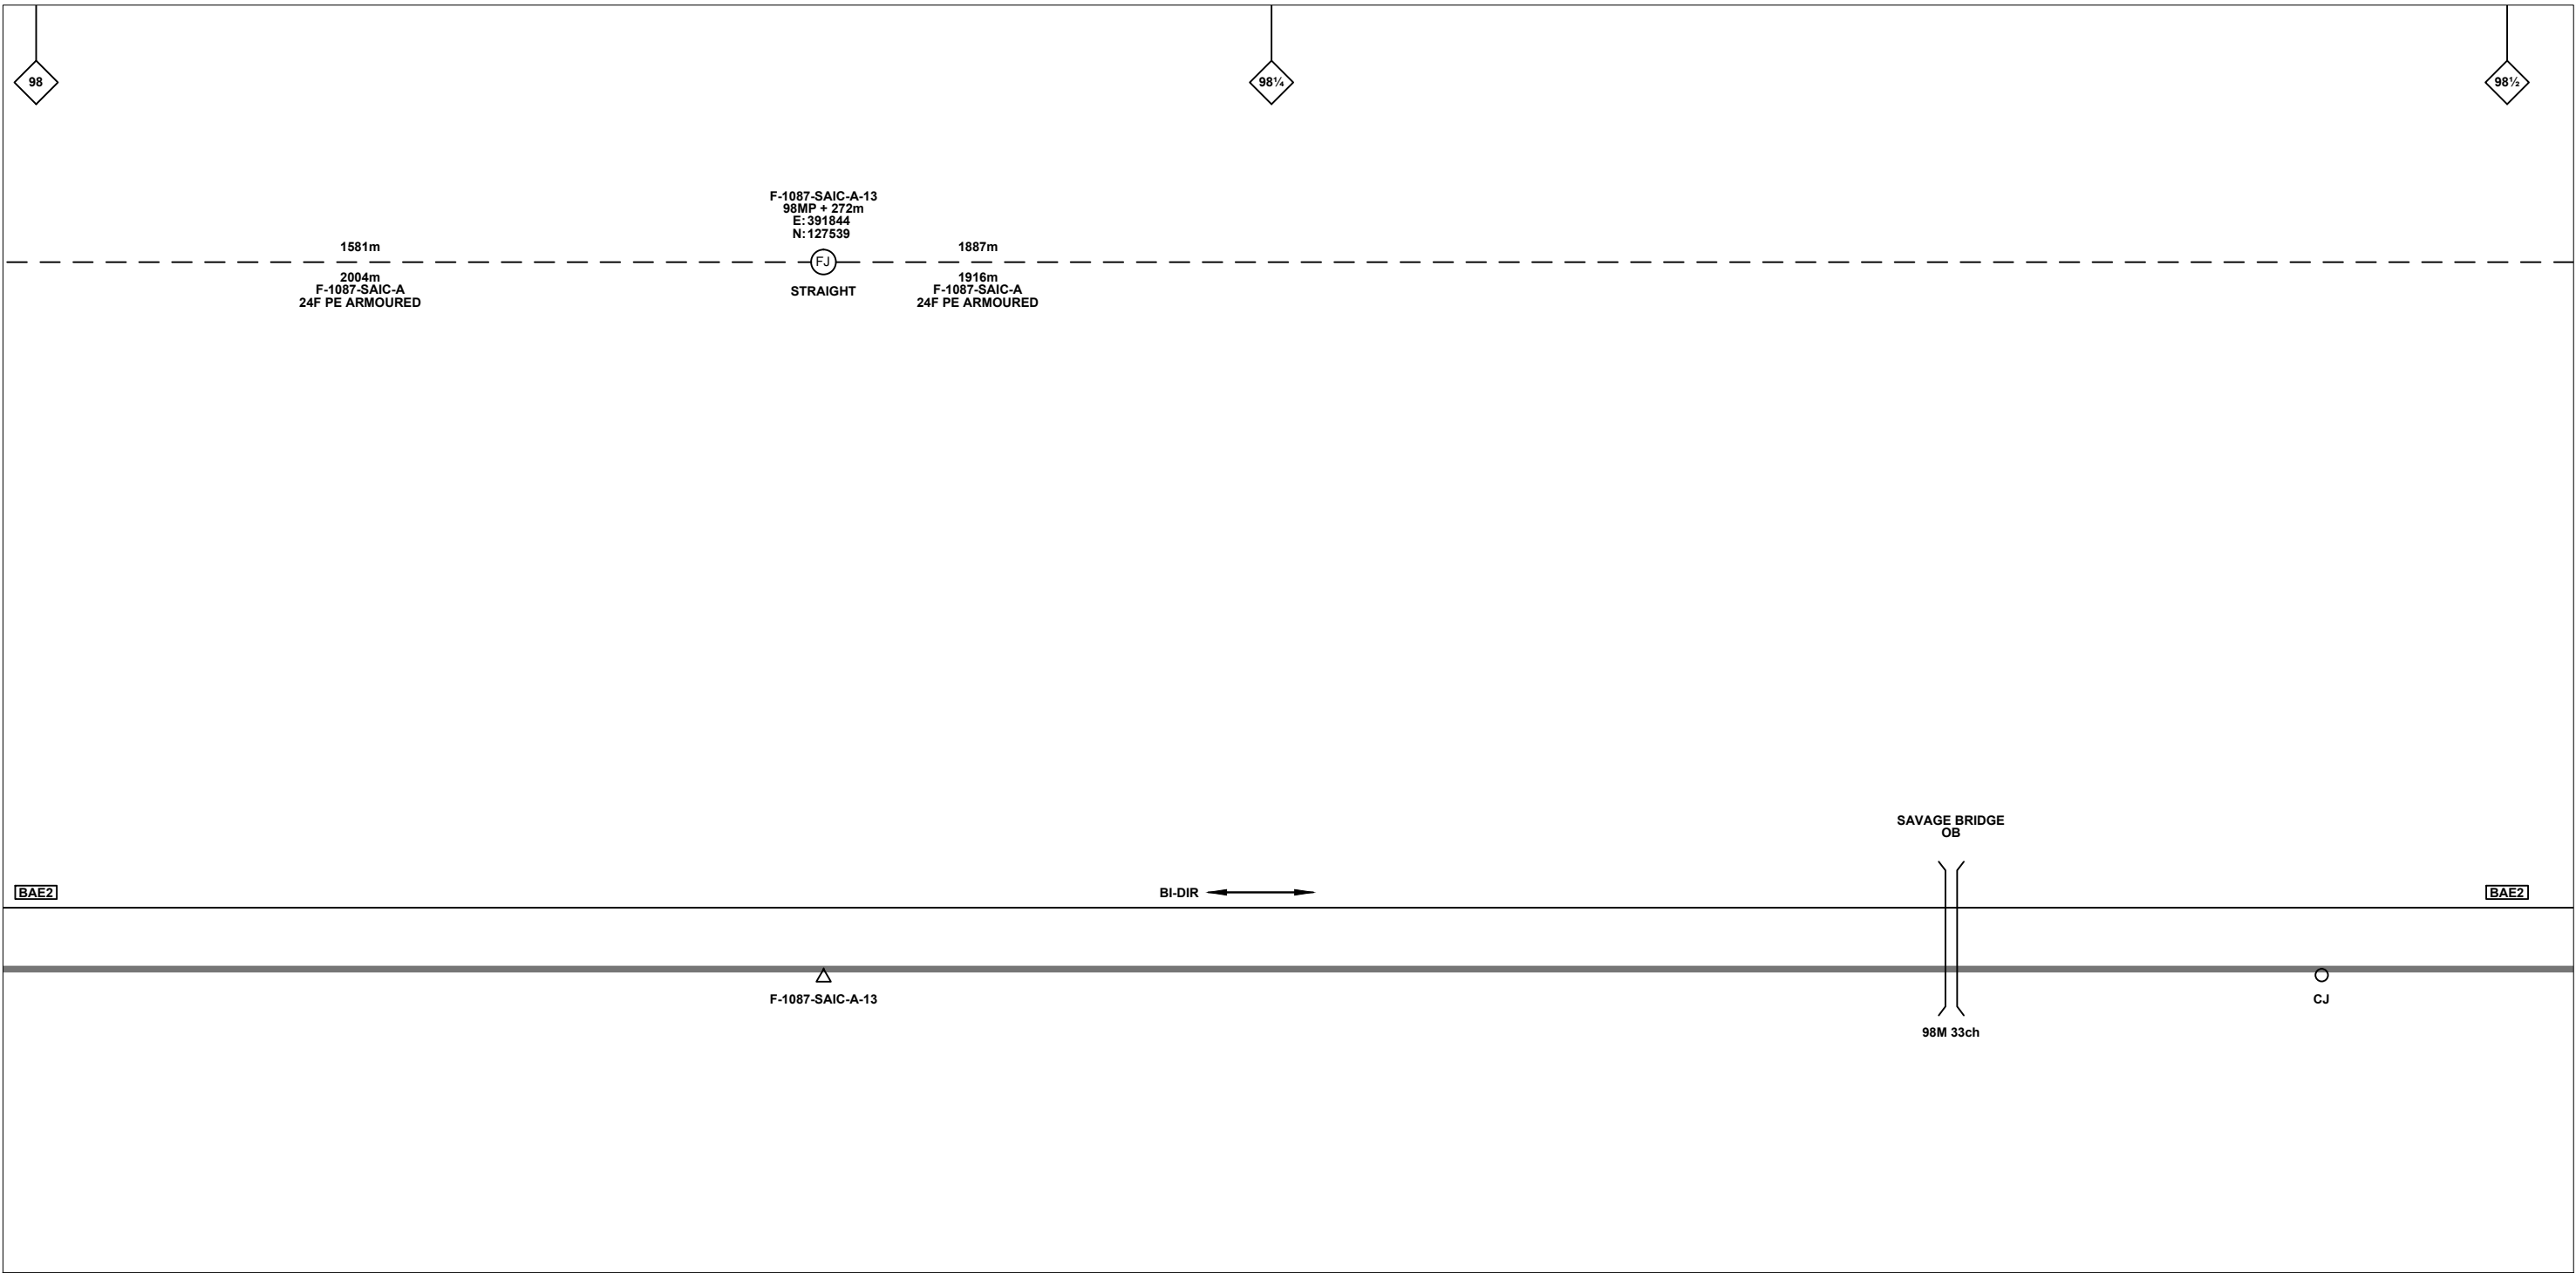 98
98¼
98½
F-1087-SAIC-A-13
98MP + 272m
E: 391844
N: 127539
1581m
FJ
1887m
2004m
F-1087-SAIC-A
24F PE ARMOURED
STRAIGHT
1916m
F-1087-SAIC-A
24F PE ARMOURED
SAVAGE BRIDGE
OB
BAE2
BI-DIR
BAE2
F-1087-SAIC-A-13
CJ
98M 33ch